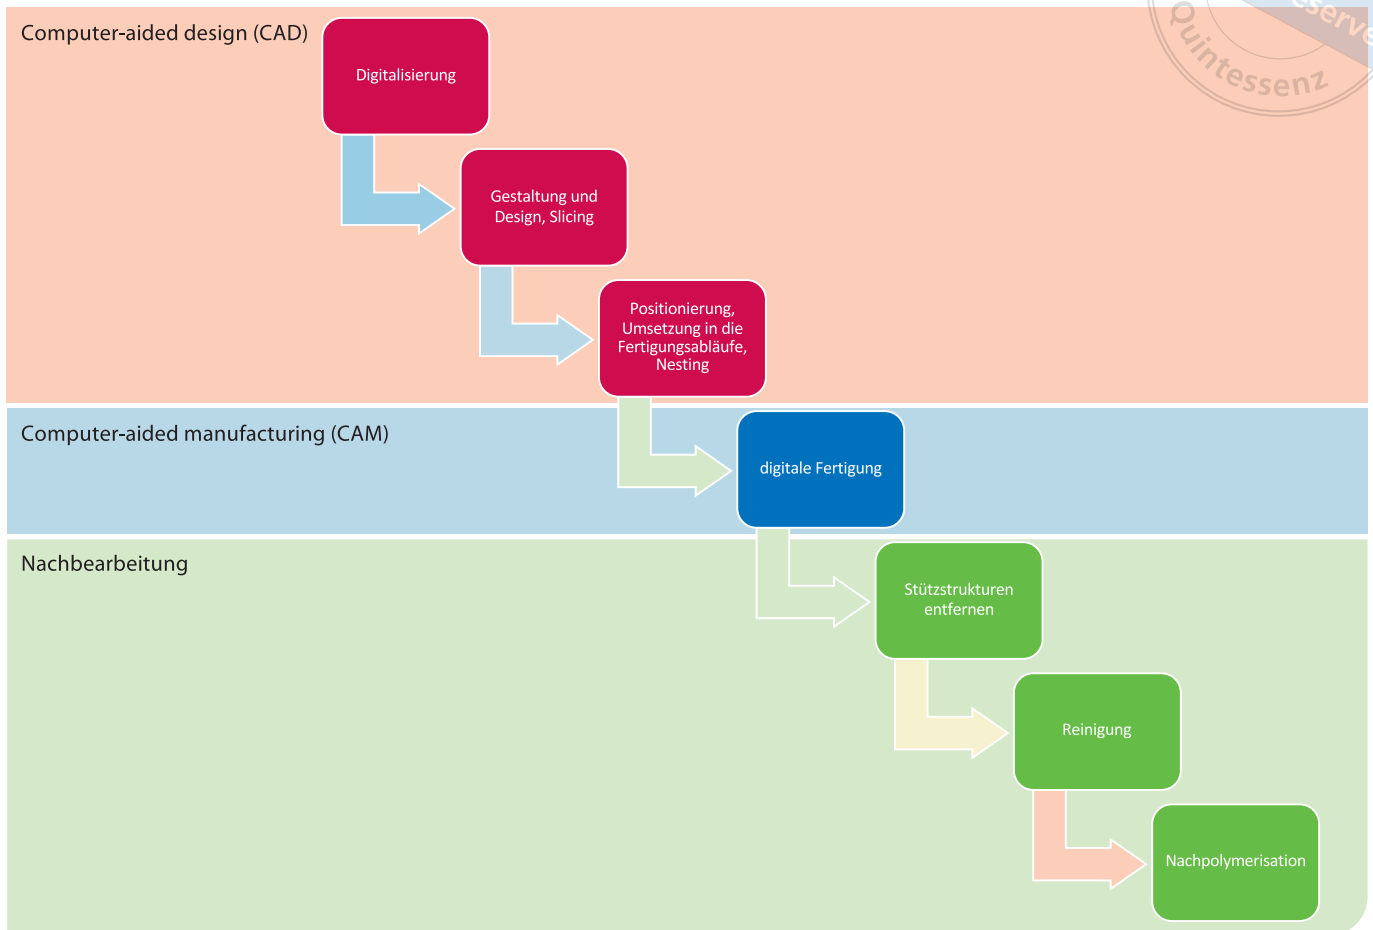 Computer-aided design (CAD)
Digitalisierung
Gestaltung und
Design, Slicing
Positionierung,
Umsetzung in die
Fertigungsabläufe,
Nesting
Computer-aided manufacturing (CAM)
digitale Fertigung
Nachbearbeitung
Stützstrukturen
entfernen
Reinigung
Nachpolymerisation
Quintessenz